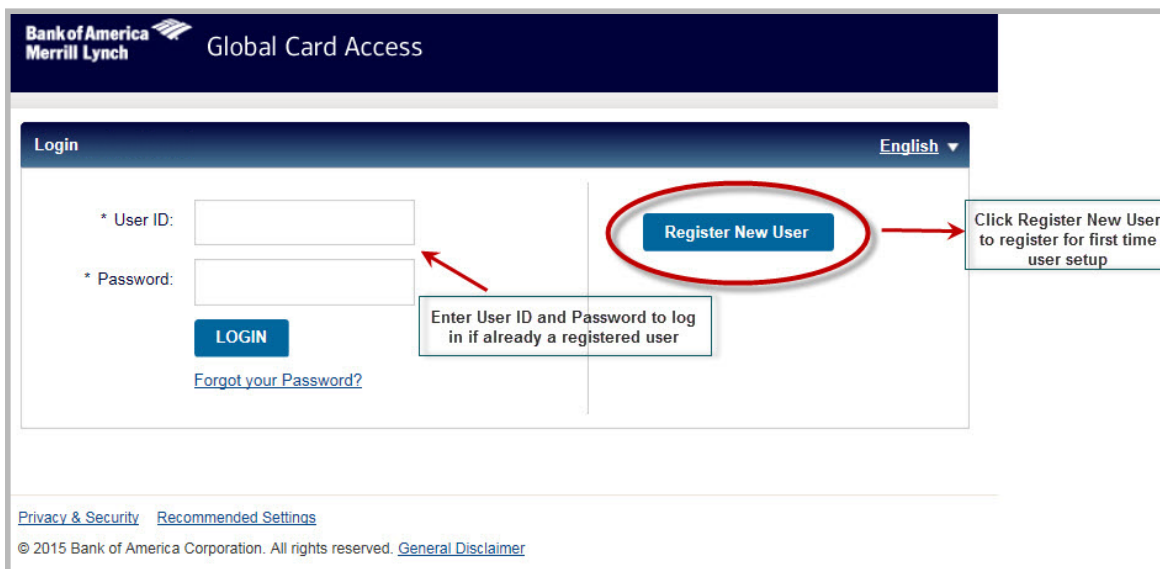 Bank of America
Merrill Lynch
Global Card Access
Login
English
* User ID:
* Password:
LOGIN
Forgot your Password?
Enter User ID and Password to log
in if already a registered user
Register New User
Click Register New User
to register for first time
user setup
Privacy & Security Recommended Settings
© 2015 Bank of America Corporation. All rights reserved. General Disclaimer